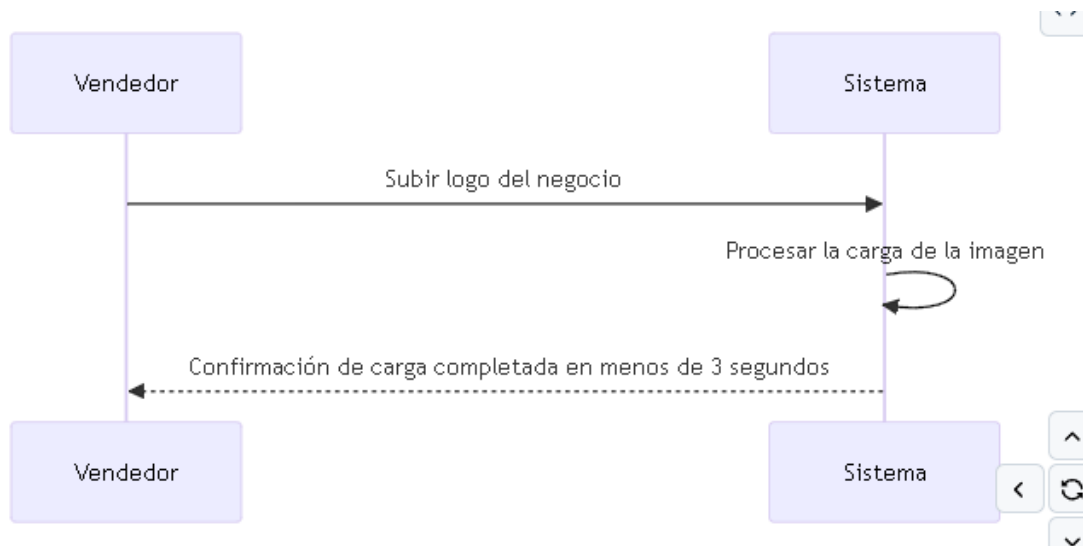 Vendedor
Sistema
Subir logo del negocio
Procesar la carga de la imagen
Confirmación de carga completada en menos de 3 segundos
Vendedor
Sistema